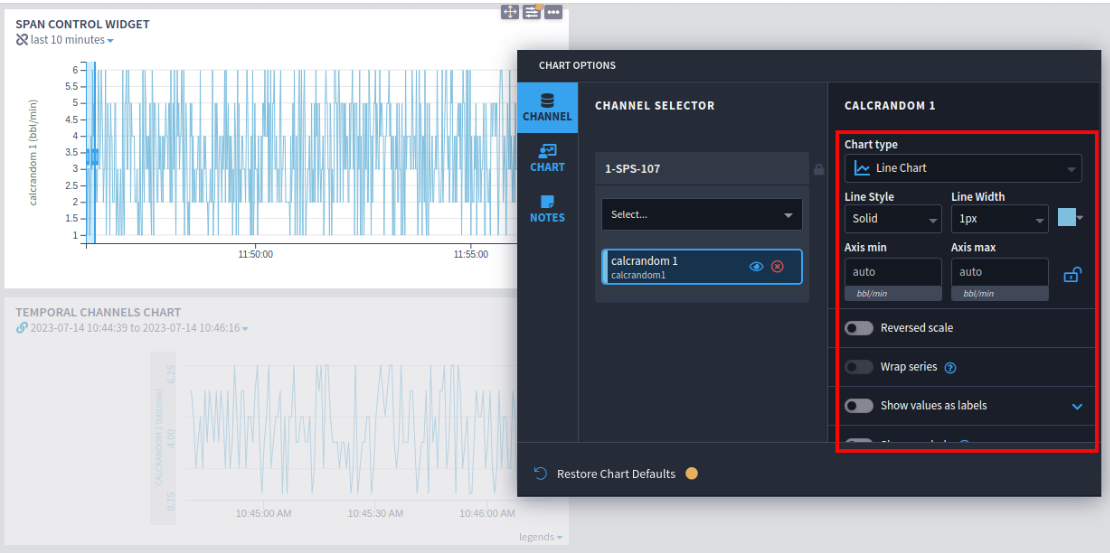 SPAN CONTROL WIDGET
last 10 minutes
calcrandom 1 (bbl/min)
6
5.5
5
4.5
4
3.5
3
2.5
2
1.5
1
11:50:00
11:55:00
TEMPORAL CHANNELS CHART
2023-07-14 10:44:39 to 2023-07-14 10:46:16
CALCRANDOM 1 (bbl/min)
6.25
4.00
0.75
10:45:00 AM
10:45:30 AM
10:46:00 AM
legends
CHART OPTIONS
CHANNEL
CHART
NOTES
CHANNEL SELECTOR
1-SPS-107
Select...
calcrandom 1
calcrandom1
CALCRANDOM 1
Chart type
Line Chart
Line Style
Line Width
Solid
1px
Axis min
Axis max
auto
auto
bbl/min
bbl/min
Reversed scale
Wrap series
Show values as labels
Restore Chart Defaults